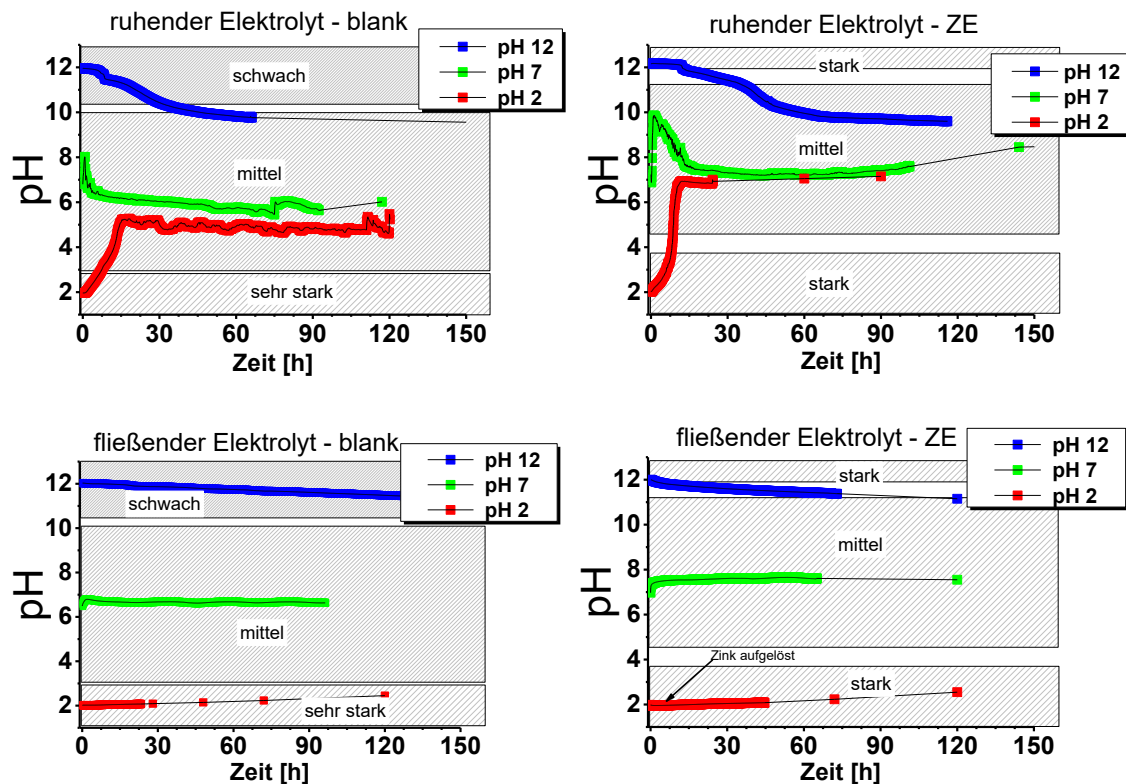 ruhender Elektrolyt - blank
pH 12
pH 7
pH 2
schwach
mittel
sehr stark
pH
12
10
8
6
4
2
0 30 60 90 120 150
Zeit [h]
ruhender Elektrolyt - ZE
pH 12
pH 7
pH 2
stark
mittel
stark
pH
12
10
8
6
4
2
0 30 60 90 120 150
Zeit [h]
fließender Elektrolyt - blank
pH 12
pH 7
pH 2
schwach
mittel
sehr stark
pH
12
10
8
6
4
2
0 30 60 90 120 150
Zeit [h]
fließender Elektrolyt - ZE
pH 12
pH 7
pH 2
stark
mittel
Zink aufgelöst
stark
pH
12
10
8
6
4
2
0 30 60 90 120 150
Zeit [h]